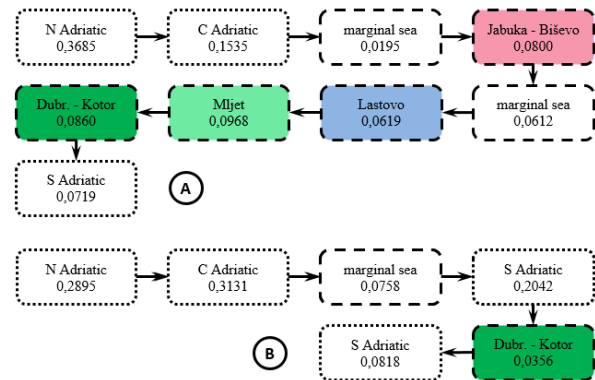 N Adriatic
0,3685
C Adriatic
0,1535
marginal sea
0,0195
Jabuka - Biševo
0,0800
Dubr. - Kotor
0,0860
Mljet
0,0968
Lastovo
0,0619
marginal sea
0,0612
S Adriatic
0,0719
A
N Adriatic
0,2895
C Adriatic
0,3131
marginal sea
0,0758
S Adriatic
0,2042
B
S Adriatic
0,0818
Dubr. - Kotor
0,0356